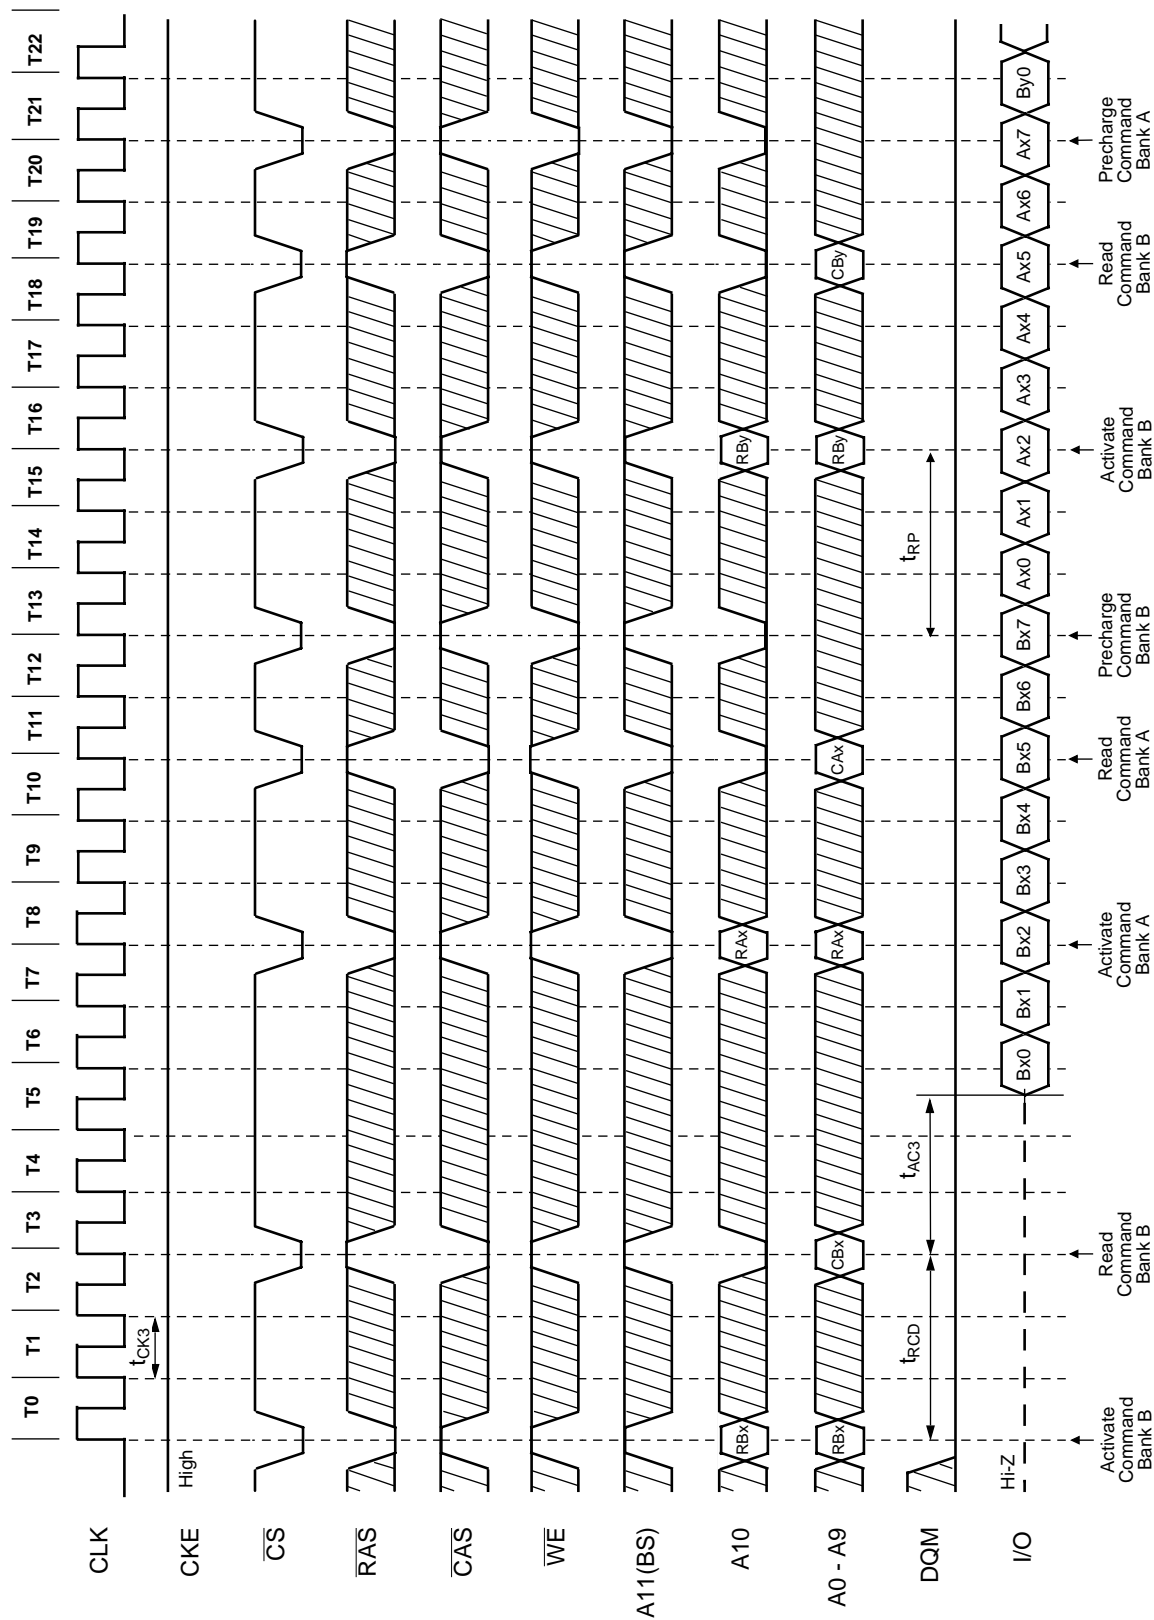 T0 T1 T2 T3 T4 T5 T6 T7 T8 T9 T10 T11 T12 T13 T14 T15 T16 T17 T18 T19 T20 T21 T22
CLK
tCK3
CKE
High
CS
RAS
CAS
WE
A11(BS)
A10
RBx RAx RBy
A0 - A9
RBx CBx RAx CAx RBy CBy
DQM
tRCD tAC3 tRP
I/O
Hi-Z
Bx0 Bx1 Bx2 Bx3 Bx4 Bx5 Bx6 Bx7 Ax0 Ax1 Ax2 Ax3 Ax4 Ax5 Ax6 Ax7 By0
Activate
Command
Bank B
Read
Command
Bank B
Activate
Command
Bank A
Read
Command
Bank A
Precharge
Command
Bank B
Activate
Command
Bank B
Read
Command
Bank B
Precharge
Command
Bank A